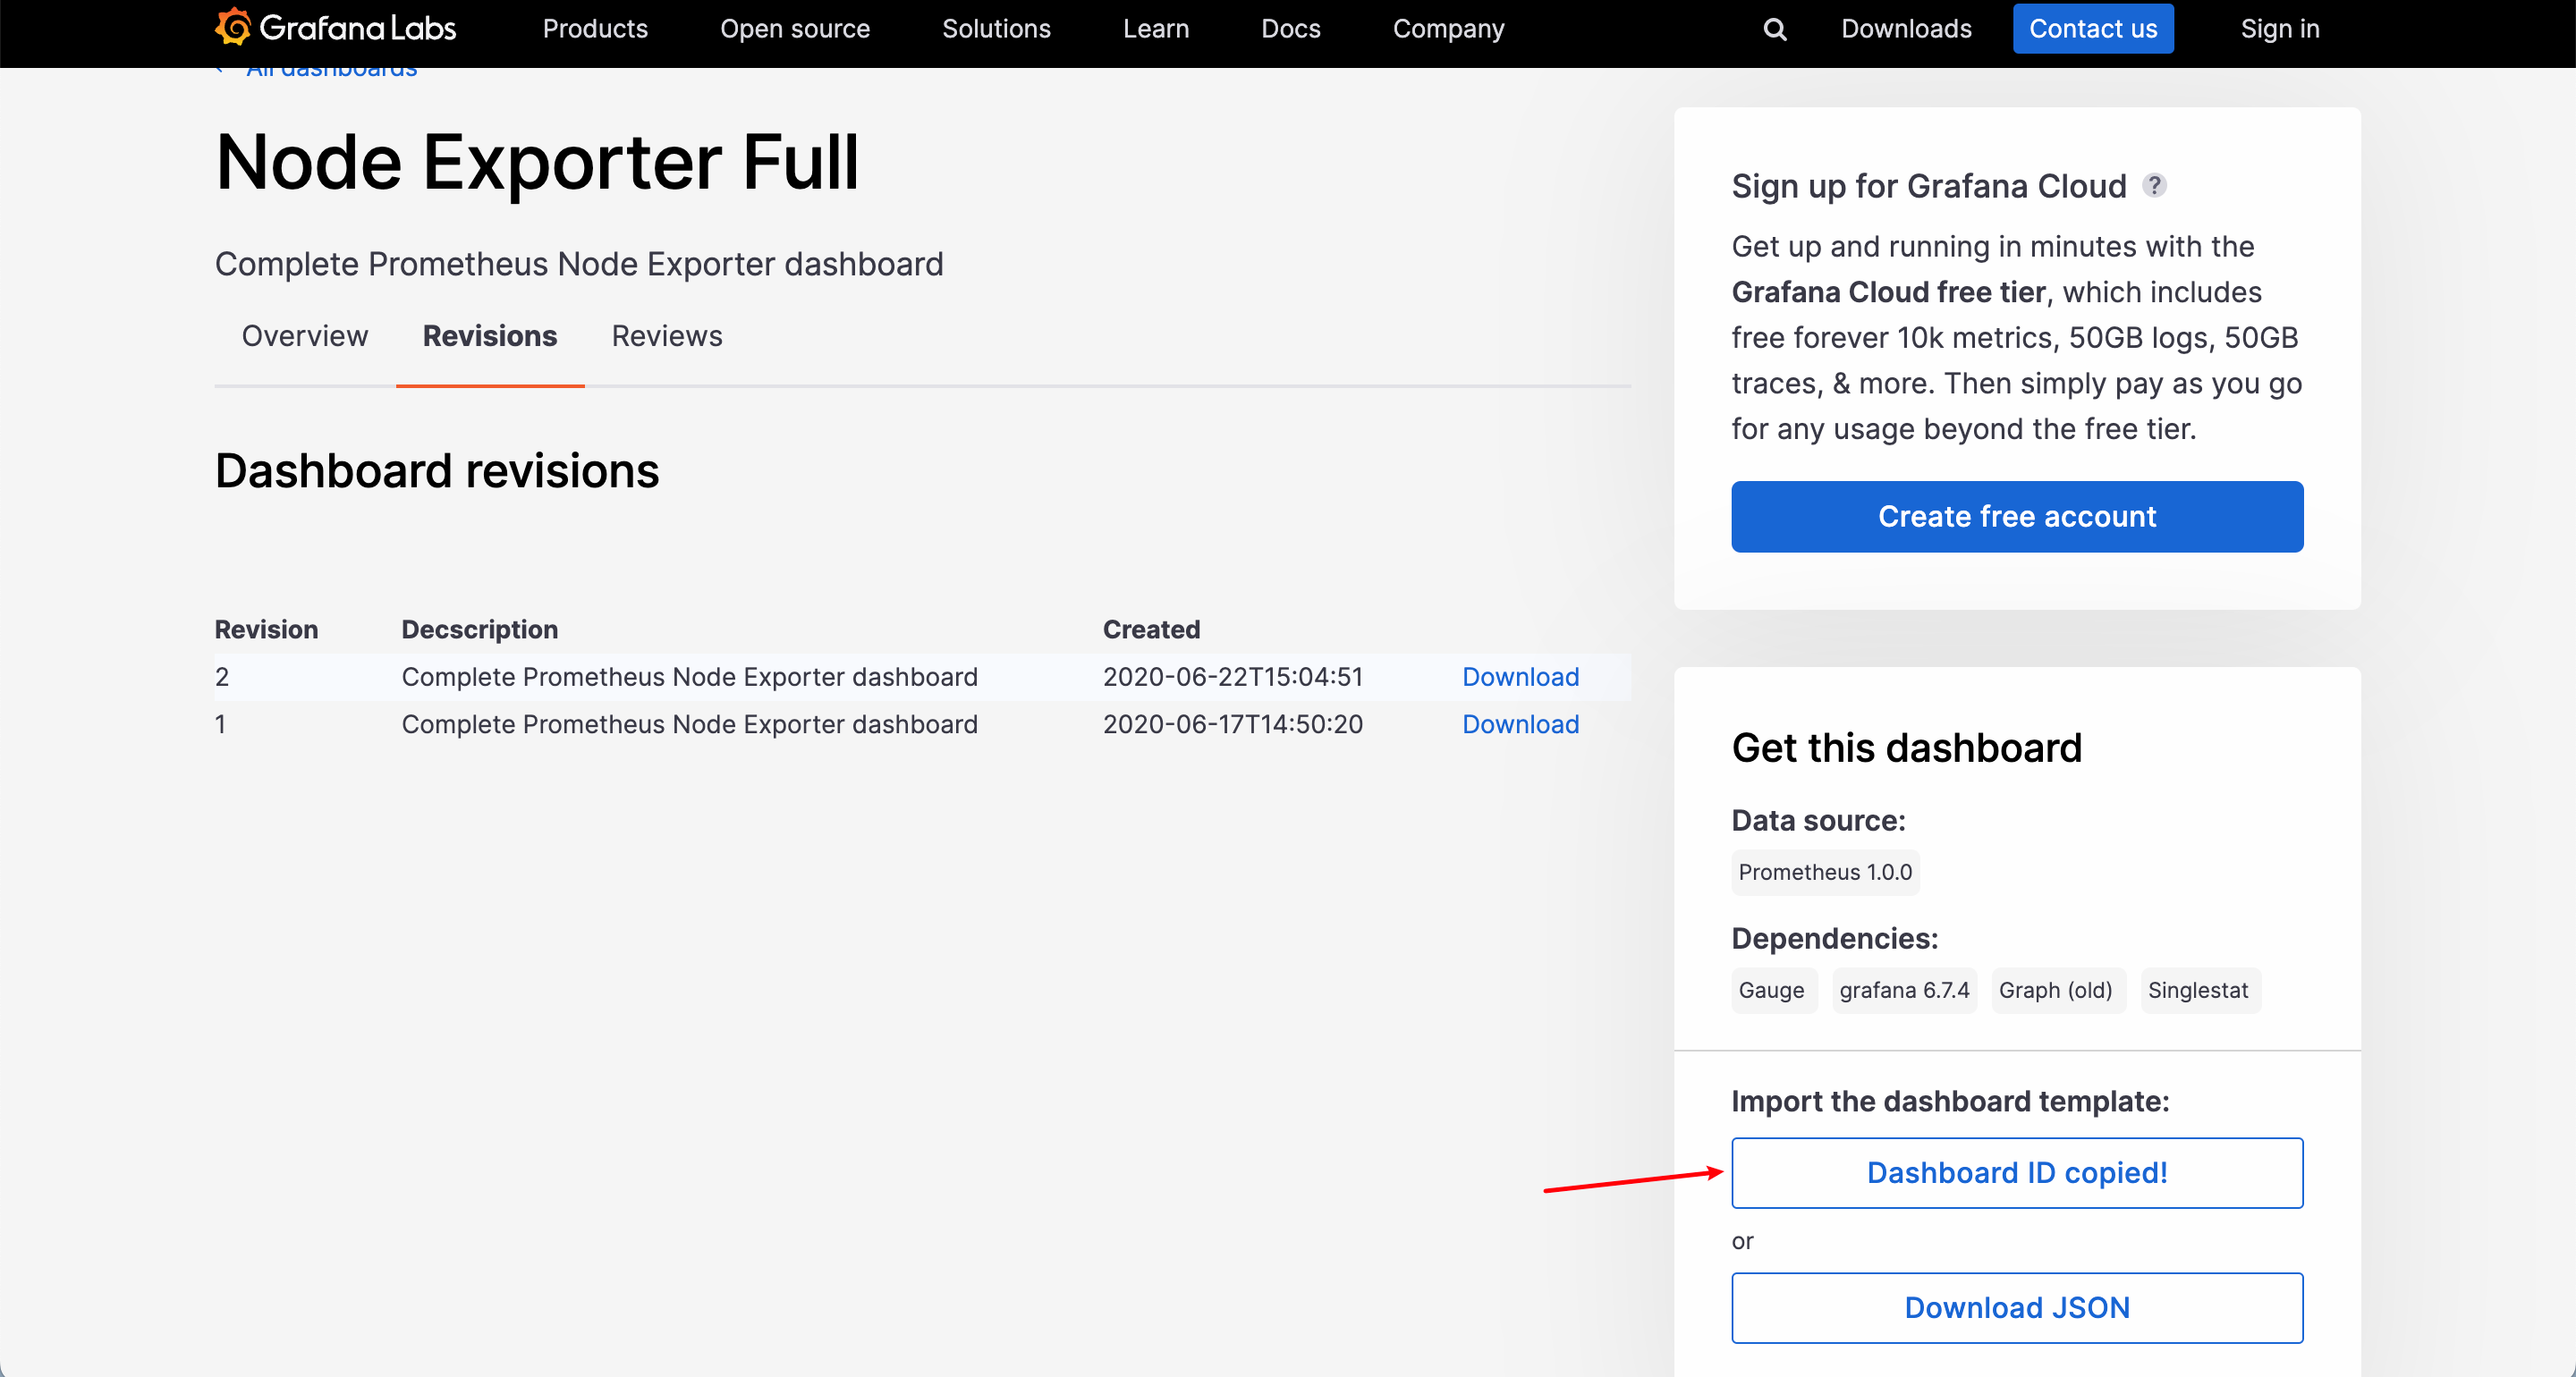 Grafana Labs
Products
Open source
Solutions
Learn
Docs
Company
Downloads
Contact us
Sign in
All dashboards
Node Exporter Full
Complete Prometheus Node Exporter dashboard
Overview
Revisions
Reviews
Dashboard revisions
Revision Decscription Created
2 Complete Prometheus Node Exporter dashboard 2020-06-22T15:04:51 Download
1 Complete Prometheus Node Exporter dashboard 2020-06-17T14:50:20 Download
Sign up for Grafana Cloud ?
Get up and running in minutes with the
Grafana Cloud free tier, which includes
free forever 10k metrics, 50GB logs, 50GB
traces, & more. Then simply pay as you go
for any usage beyond the free tier.
Create free account
Get this dashboard
Data source:
Prometheus 1.0.0
Dependencies:
Gauge
grafana 6.7.4
Graph (old)
Singlestat
Import the dashboard template:
Dashboard ID copied!
or
Download JSON